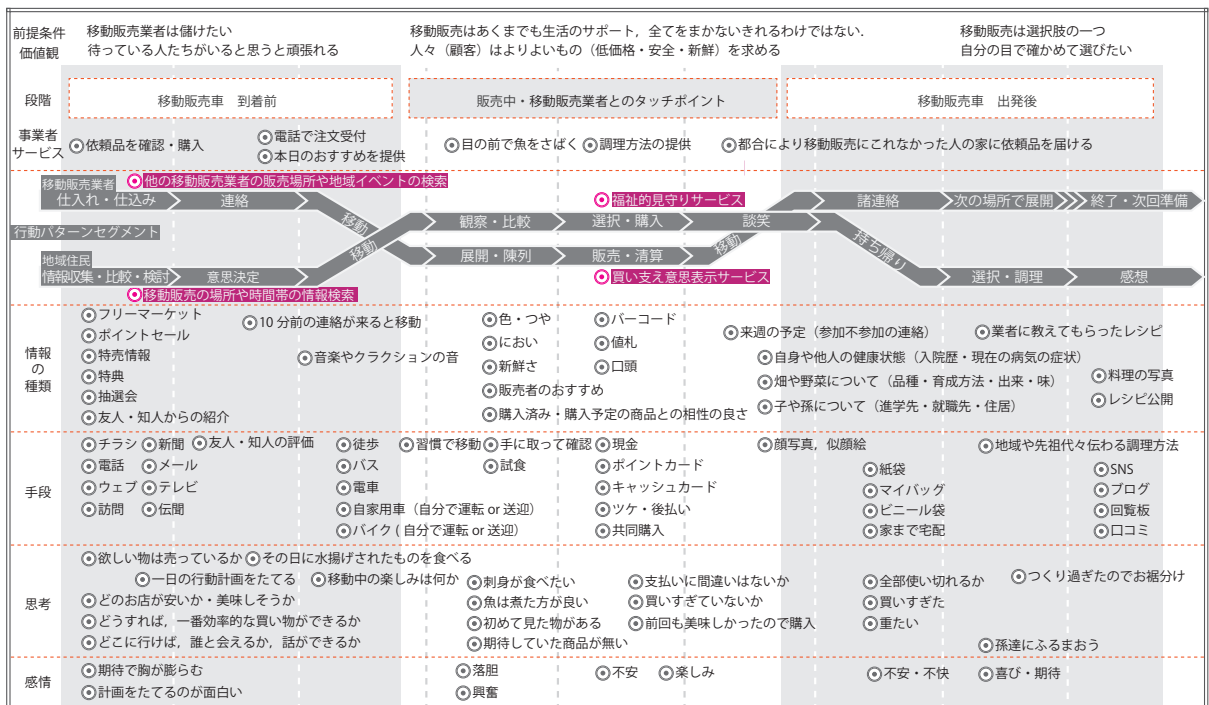 前提条件
価値観
移動販売業者は儲けたい
待っている人たちがいると思うと頑張れる
移動販売はあくまでも生活のサポート，全てをまかないきれるわけではない.
人々（顧客）はよりよいもの（低価格・安全・新鮮）を求める
移動販売は選択肢の一つ
自分の目で確かめて選びたい
段階
移動販売車　到着前
販売中・移動販売業者とのタッチポイント
移動販売車　出発後
事業者
サービス
依頼品を確認・購入
電話で注文受付
本日のおすすめを提供
目の前で魚をさばく
調理方法の提供
都合により移動販売にこれなかった人の家に依頼品を届ける
移動販売業者
他の移動販売業者の販売場所や地域イベントの検索
福祉的見守りサービス
仕入れ・仕込み
連絡
移動
観察・比較
選択・購入
談笑
諸連絡
次の場所で展開
終了・次回準備
行動パターンセグメント
地域住民
情報収集・比較・検討
意思決定
移動
展開・陳列
販売・清算
移動
持ち帰り
選択・調理
感想
移動販売の場所や時間帯の情報検索
買い支え意思表示サービス
情報
の
種類
フリーマーケット
ポイントセール
特売情報
特典
抽選会
友人・知人からの紹介
10 分前の連絡が来ると移動
音楽やクラクションの音
色・つや
におい
新鮮さ
販売者のおすすめ
購入済み・購入予定の商品との相性の良さ
バーコード
値札
口頭
来週の予定（参加不参加の連絡）
自身や他人の健康状態（入院歴・現在の病気の症状）
畑や野菜について（品種・育成方法・出来・味）
子や孫について（進学先・就職先・住居）
業者に教えてもらったレシピ
料理の写真
レシピ公開
手段
チラシ
新聞
友人・知人の評価
電話
メール
ウェブ
テレビ
訪問
伝聞
徒歩
バス
電車
自家用車（自分で運転 or 送迎）
バイク ( 自分で運転 or 送迎）
習慣で移動
手に取って確認
試食
現金
ポイントカード
キャッシュカード
ツケ・後払い
共同購入
顔写真，似顔絵
紙袋
マイバッグ
ビニール袋
家まで宅配
地域や先祖代々伝わる調理方法
SNS
ブログ
回覧板
口コミ
思考
欲しい物は売っているか
その日に水揚げされたものを食べる
一日の行動計画をたてる
移動中の楽しみは何か
どのお店が安いか・美味しそうか
どうすれば，一番効率的な買い物ができるか
どこに行けば，誰と会えるか，話ができるか
刺身が食べたい
魚は煮た方が良い
初めて見た物がある
期待していた商品が無い
支払いに間違いはないか
買いすぎていないか
前回も美味しかったので購入
全部使い切れるか
買いすぎた
重たい
つくり過ぎたのでお裾分け
孫達にふるまおう
感情
期待で胸が膨らむ
計画をたてるのが面白い
落胆
興奮
不安
楽しみ
不安・不快
喜び・期待